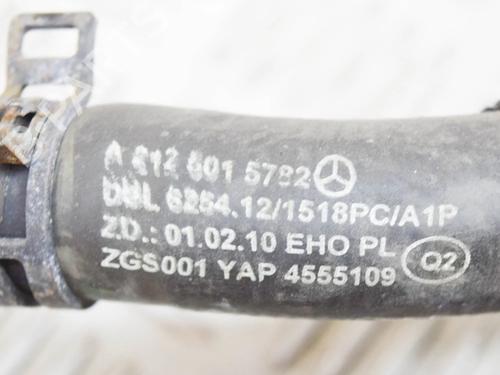 A 212 501 5782
DBL 6254.12/1518PC/A1P
Z.D.: 01.02.10 EHO PL
ZGS001 YAP 4555109 Q2